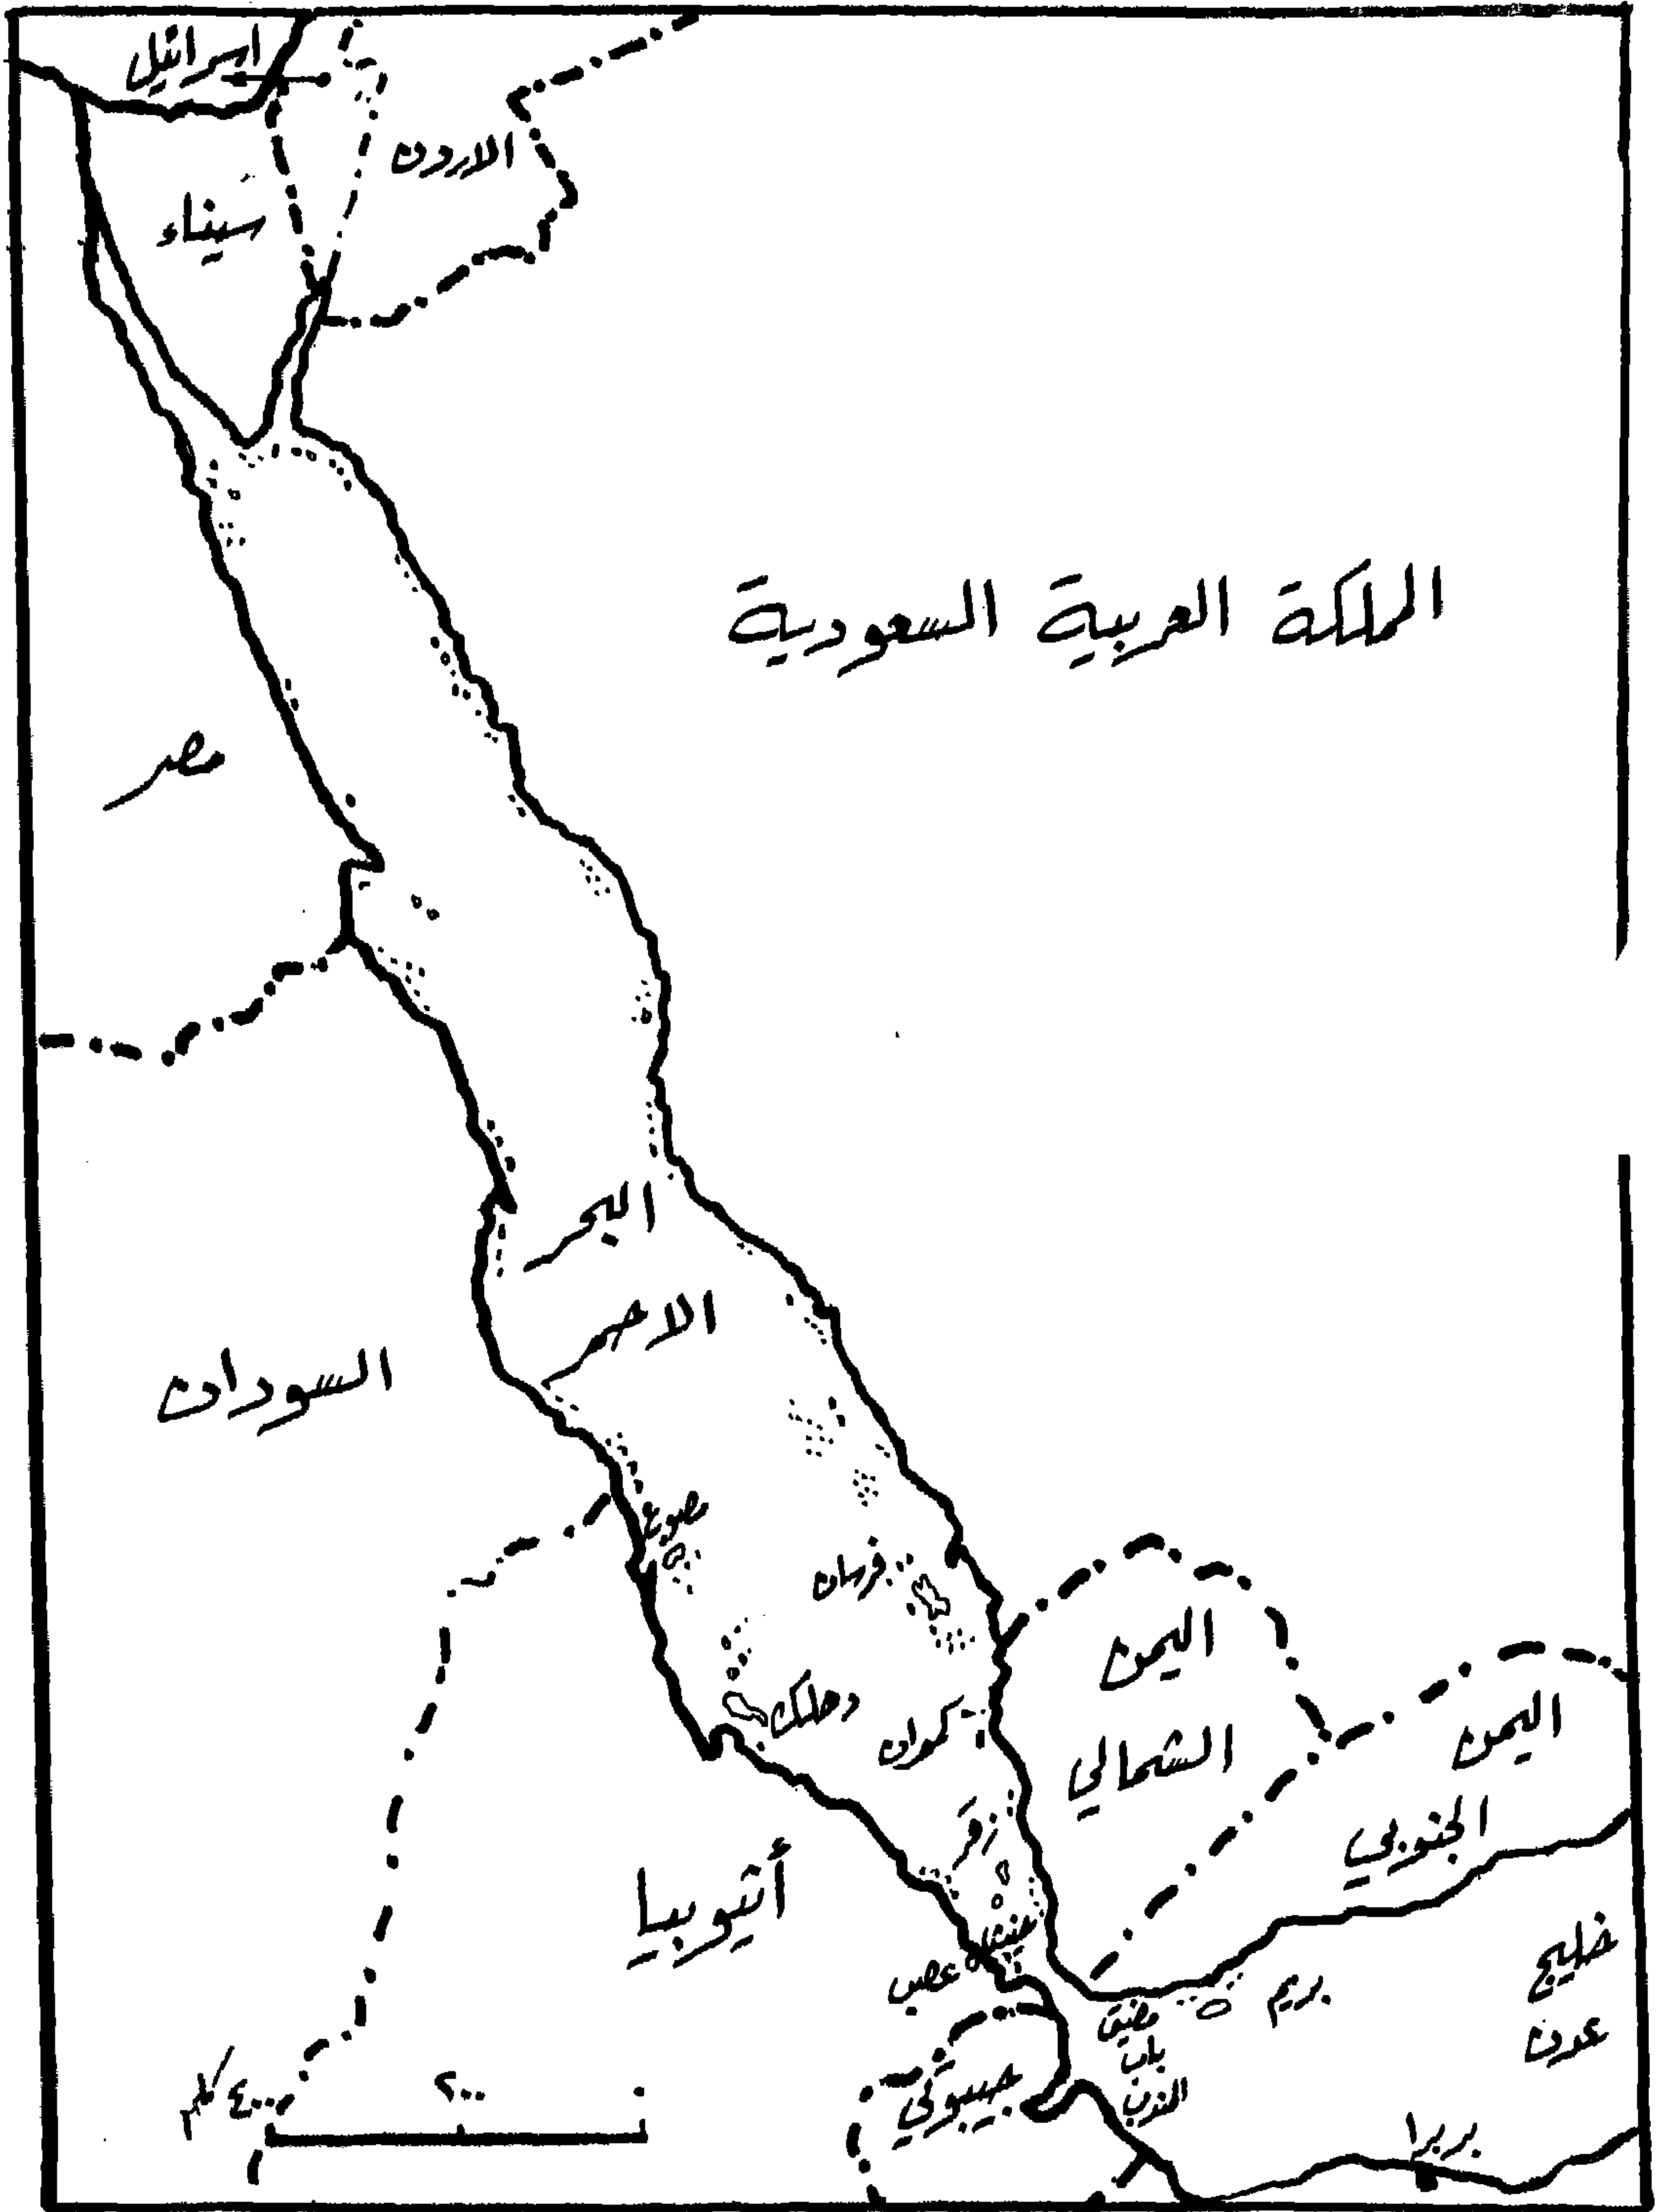 اسرائيل
الاردن
سيناء
المملكة العربية السعودية
مصر
البحر
الاحمر
السودان
مصوع
فرسان
اليمن
الشمالي
دهلك
كمران
اليمن
الجنوبي
زقر
أثيوبيا
عصب
خليج
عدن
بريم
مضيق
باب
المندب
جيبوتي
بربرا
٤٠٠ كلم
٢٠٠
٠